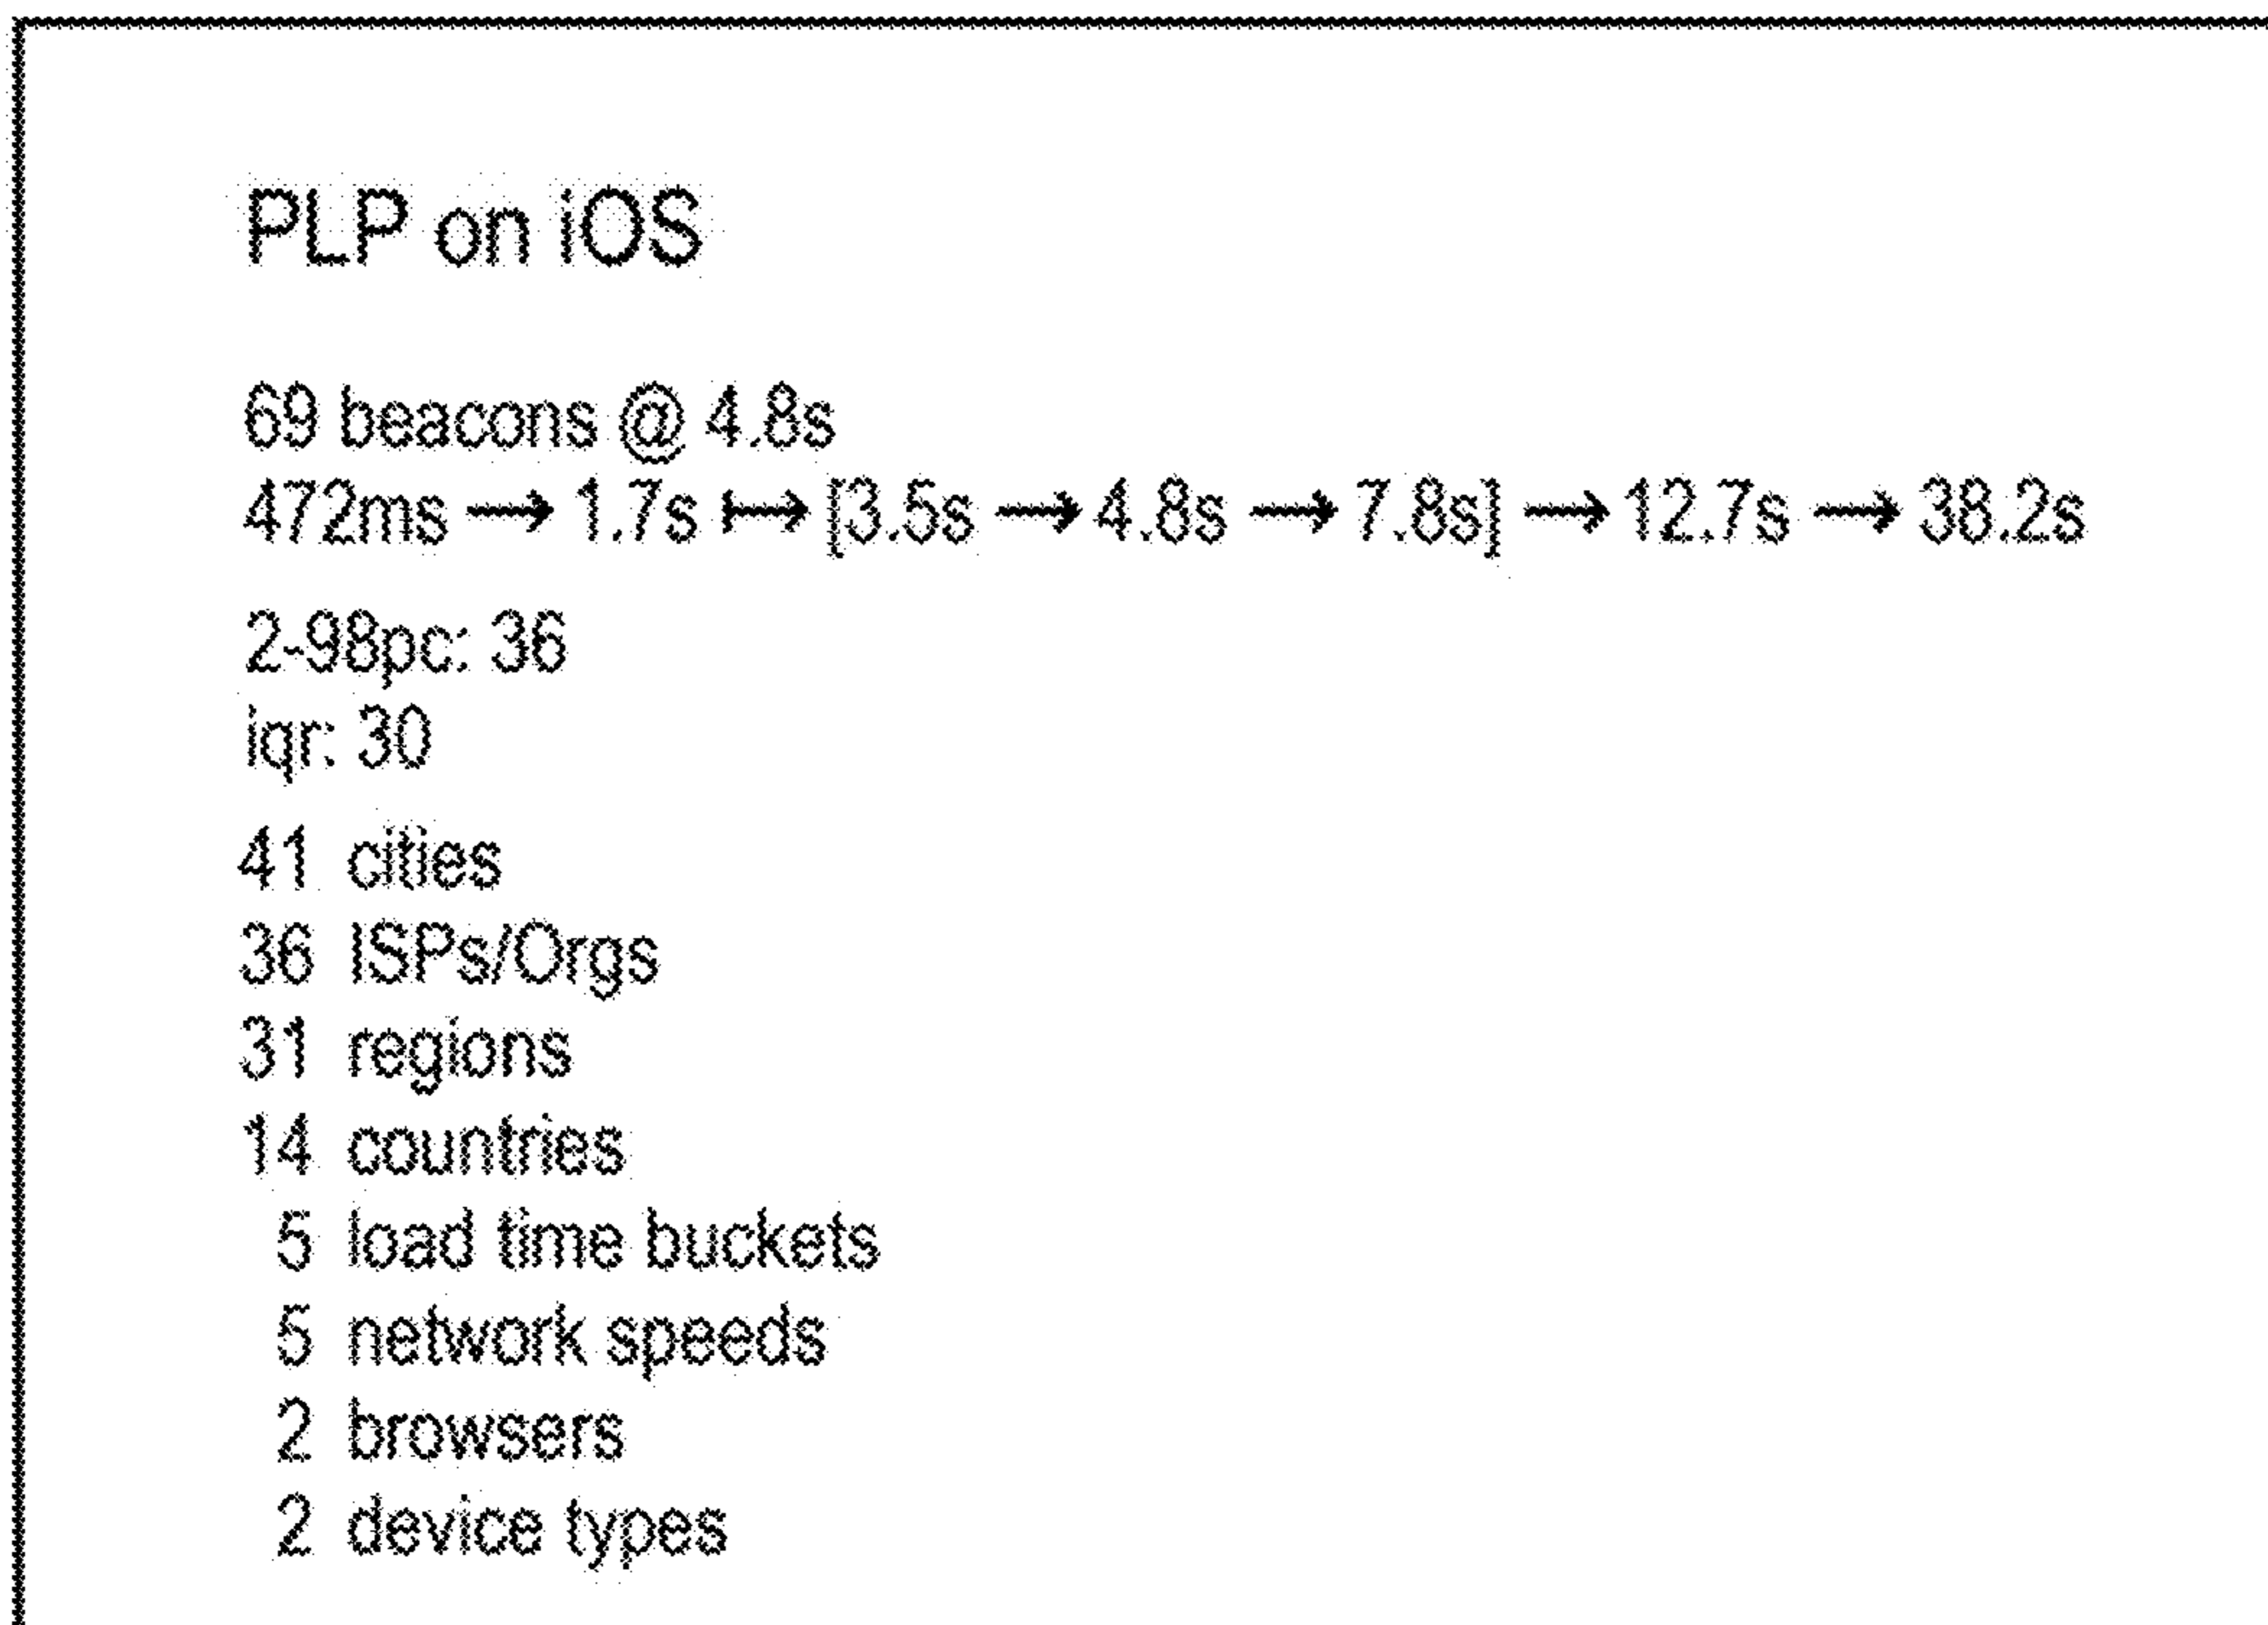 PLP on iOS
69 beacons @ 4.8s
472ms → 1.7s ↦ [3.5s → 4.8s → 7.8s] → 12.7s → 38.2s
2-98pc: 36
iqr: 30
41 cities
36 ISPs/Orgs
31 regions
14 countries
5 load time buckets
5 network speeds
2 browsers
2 device types